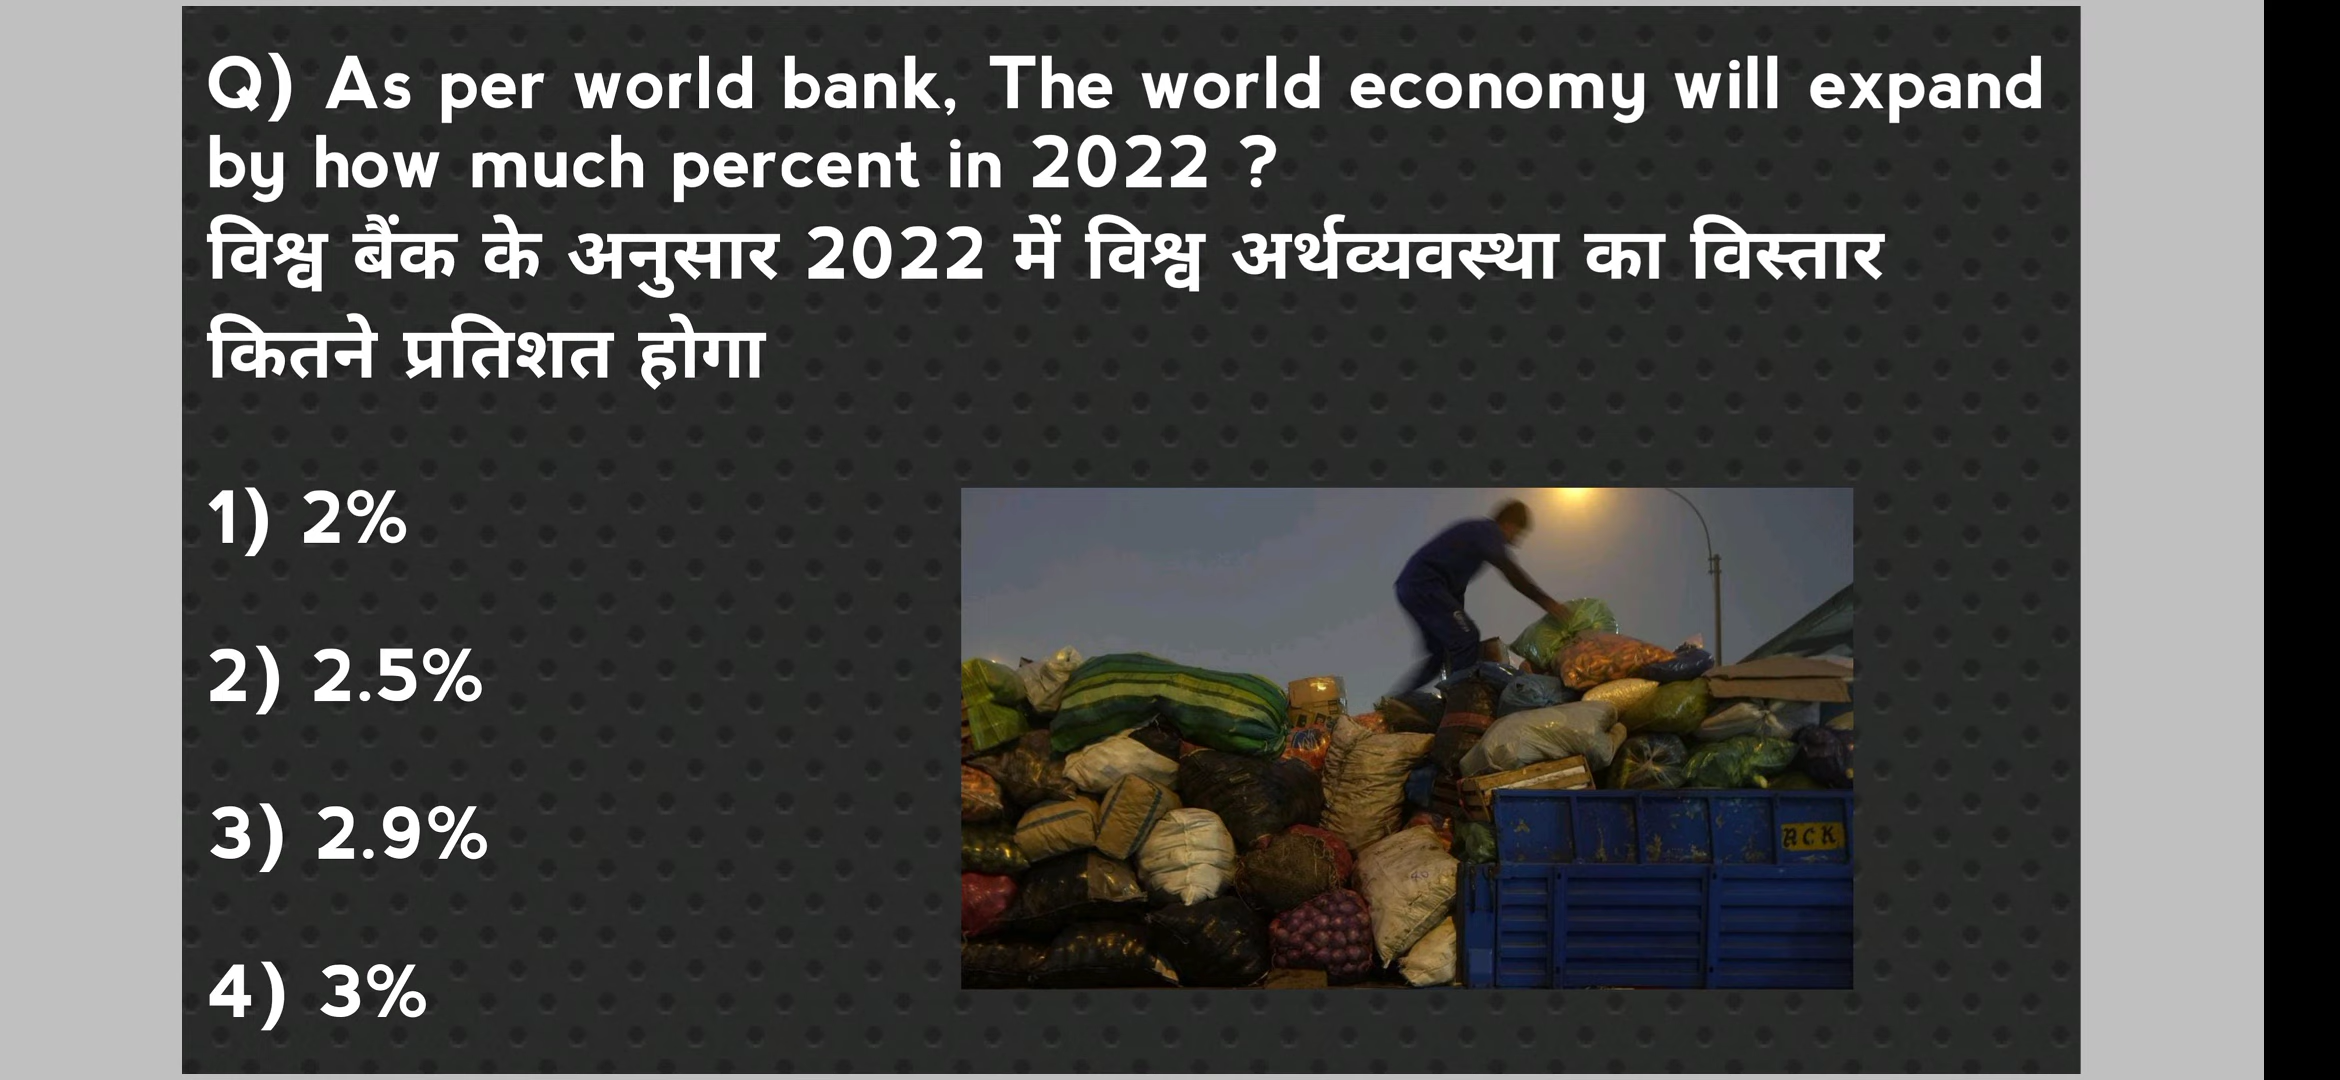 Q) As per world bank, The world economy will expand
by how much percent in 2022 ?
विश्व बैंक के अनुसार 2022 में विश्व अर्थव्यवस्था का विस्तार
कितने प्रतिशत होगा
1) 2%
2) 2.5%
3) 2.9%
4) 3%
ACK